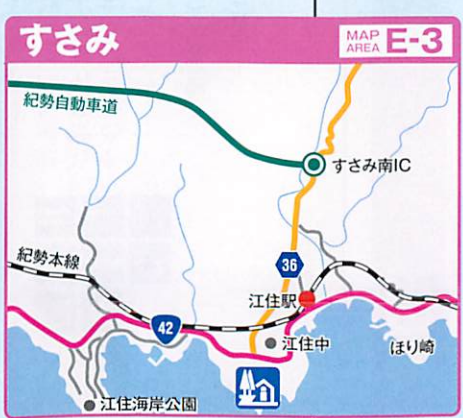 すさみ
MAP
AREA E-3
紀勢自動車道
すさみ南IC
紀勢本線
36
江住駅
42
江住中
ほり崎
江住海岸公園